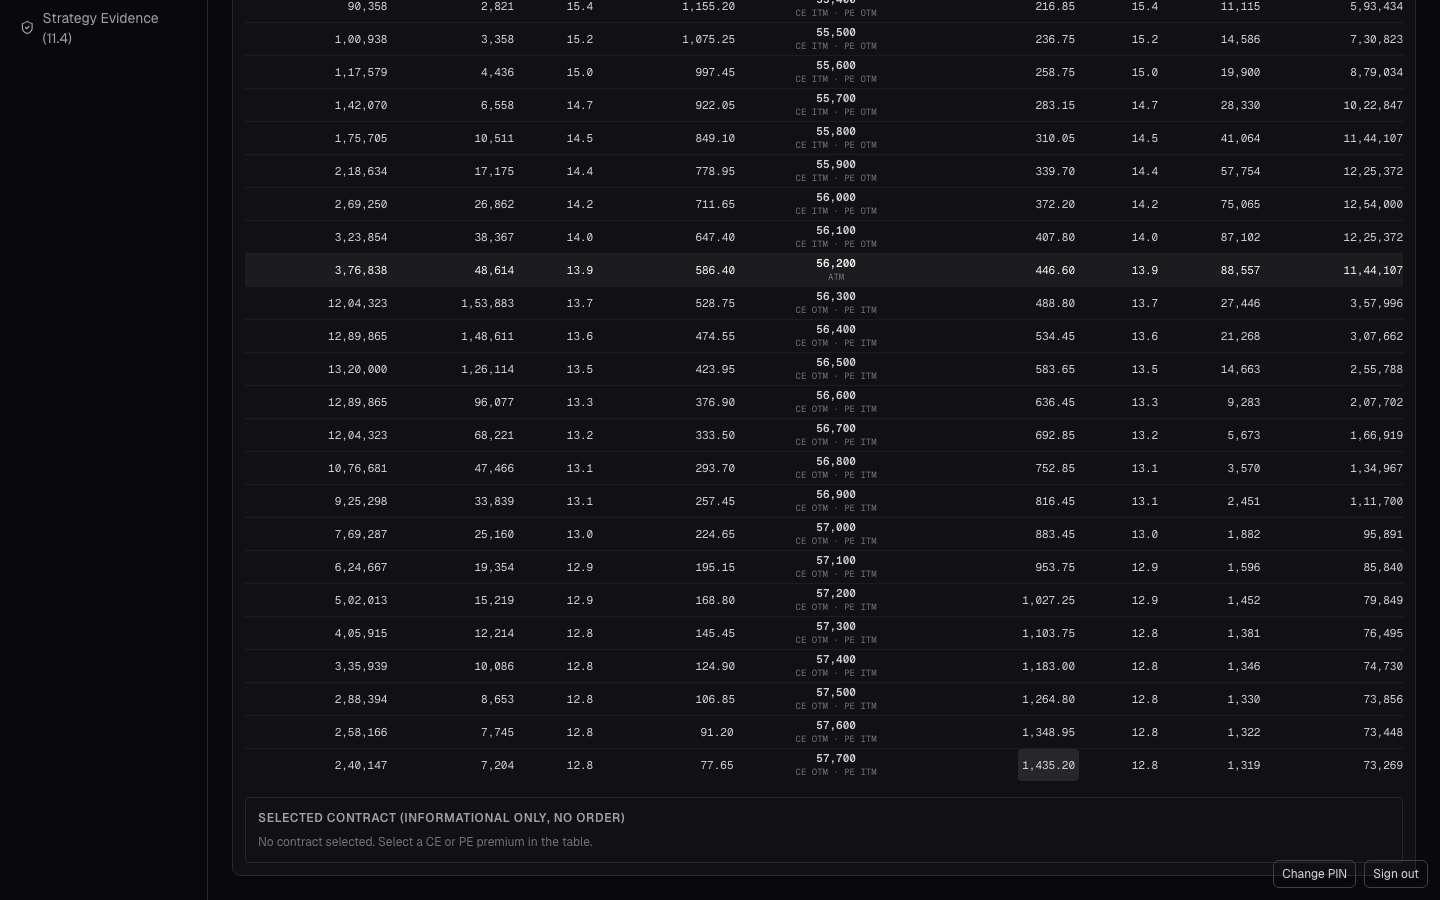 Strategy Evidence
(11.4)
90,358 2,821 15.4 1,155.20 55,400 216.85 15.4 11,115 5,93,434
CE ITM · PE OTM
1,00,938 3,358 15.2 1,075.25 55,500 236.75 15.2 14,586 7,30,823
CE ITM · PE OTM
1,17,579 4,436 15.0 997.45 55,600 258.75 15.0 19,900 8,79,034
CE ITM · PE OTM
1,42,070 6,558 14.7 922.05 55,700 283.15 14.7 28,330 10,22,847
CE ITM · PE OTM
1,75,705 10,511 14.5 849.10 55,800 310.05 14.5 41,064 11,44,107
CE ITM · PE OTM
2,18,634 17,175 14.4 778.95 55,900 339.70 14.4 57,754 12,25,372
CE ITM · PE OTM
2,69,250 26,862 14.2 711.65 56,000 372.20 14.2 75,065 12,54,000
CE ITM · PE OTM
3,23,854 38,367 14.0 647.40 56,100 407.80 14.0 87,102 12,25,372
CE ITM · PE OTM
3,76,838 48,614 13.9 586.40 56,200 446.60 13.9 88,557 11,44,107
ATM
12,04,323 1,53,883 13.7 528.75 56,300 488.80 13.7 27,446 3,57,996
CE OTM · PE ITM
12,89,865 1,48,611 13.6 474.55 56,400 534.45 13.6 21,268 3,07,662
CE OTM · PE ITM
13,20,000 1,26,114 13.5 423.95 56,500 583.65 13.5 14,663 2,55,788
CE OTM · PE ITM
12,89,865 96,077 13.3 376.90 56,600 636.45 13.3 9,283 2,07,702
CE OTM · PE ITM
12,04,323 68,221 13.2 333.50 56,700 692.85 13.2 5,673 1,66,919
CE OTM · PE ITM
10,76,681 47,466 13.1 293.70 56,800 752.85 13.1 3,570 1,34,967
CE OTM · PE ITM
9,25,298 33,839 13.1 257.45 56,900 816.45 13.1 2,451 1,11,700
CE OTM · PE ITM
7,69,287 25,160 13.0 224.65 57,000 883.45 13.0 1,882 95,891
CE OTM · PE ITM
6,24,667 19,354 12.9 195.15 57,100 953.75 12.9 1,596 85,840
CE OTM · PE ITM
5,02,013 15,219 12.9 168.80 57,200 1,027.25 12.9 1,452 79,849
CE OTM · PE ITM
4,05,915 12,214 12.8 145.45 57,300 1,103.75 12.8 1,381 76,495
CE OTM · PE ITM
3,35,939 10,086 12.8 124.90 57,400 1,183.00 12.8 1,346 74,730
CE OTM · PE ITM
2,88,394 8,653 12.8 106.85 57,500 1,264.80 12.8 1,330 73,856
CE OTM · PE ITM
2,58,166 7,745 12.8 91.20 57,600 1,348.95 12.8 1,322 73,448
CE OTM · PE ITM
2,40,147 7,204 12.8 77.65 57,700 1,435.20 12.8 1,319 73,269
CE OTM · PE ITM
SELECTED CONTRACT (INFORMATIONAL ONLY, NO ORDER)
No contract selected. Select a CE or PE premium in the table.
Change PIN Sign out